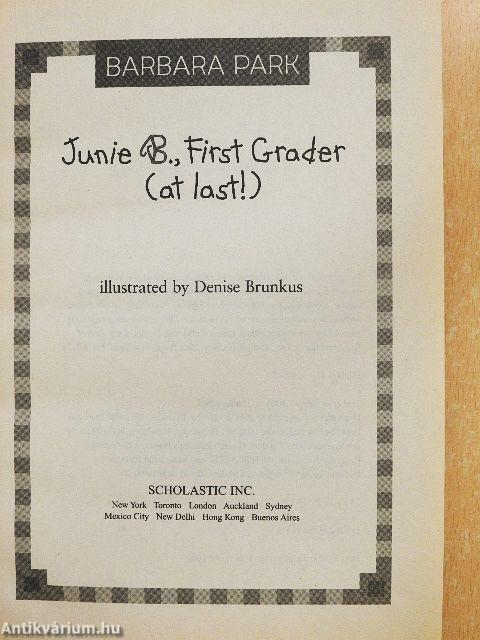 BARBARA PARK
Junie B., First Grader
(at last!)
illustrated by Denise Brunkus
SCHOLASTIC INC.
New York Toronto London Auckland Sydney
Mexico City New Delhi Hong Kong Buenos Aires
Antikvárium.hu